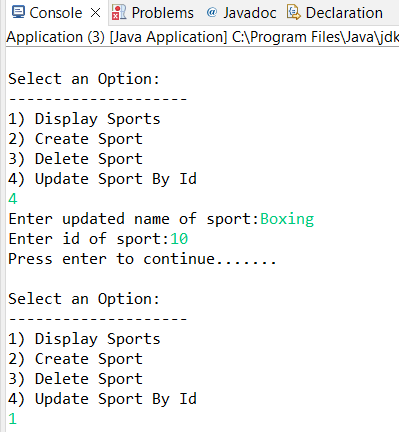 Console Problems @ Javadoc Declaration
Application (3) [Java Application] C:\Program Files\Java\jdk
Select an Option:
--------------------
1) Display Sports
2) Create Sport
3) Delete Sport
4) Update Sport By Id
4
Enter updated name of sport:Boxing
Enter id of sport:10
Press enter to continue.......
Select an Option:
--------------------
1) Display Sports
2) Create Sport
3) Delete Sport
4) Update Sport By Id
1